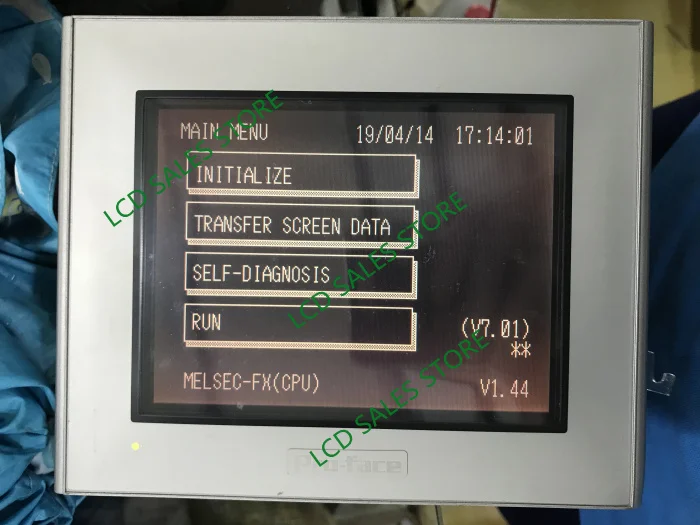 MAIN MENU 19/04/14 17:14:01
INITIALIZE
TRANSFER SCREEN DATA
SELF-DIAGNOSIS
RUN
(V7.01)
**
MELSEC-FX(CPU) V1.44
Pro-face
LCD SALES STORE
LCD SALES STORE
LCD SALES STORE